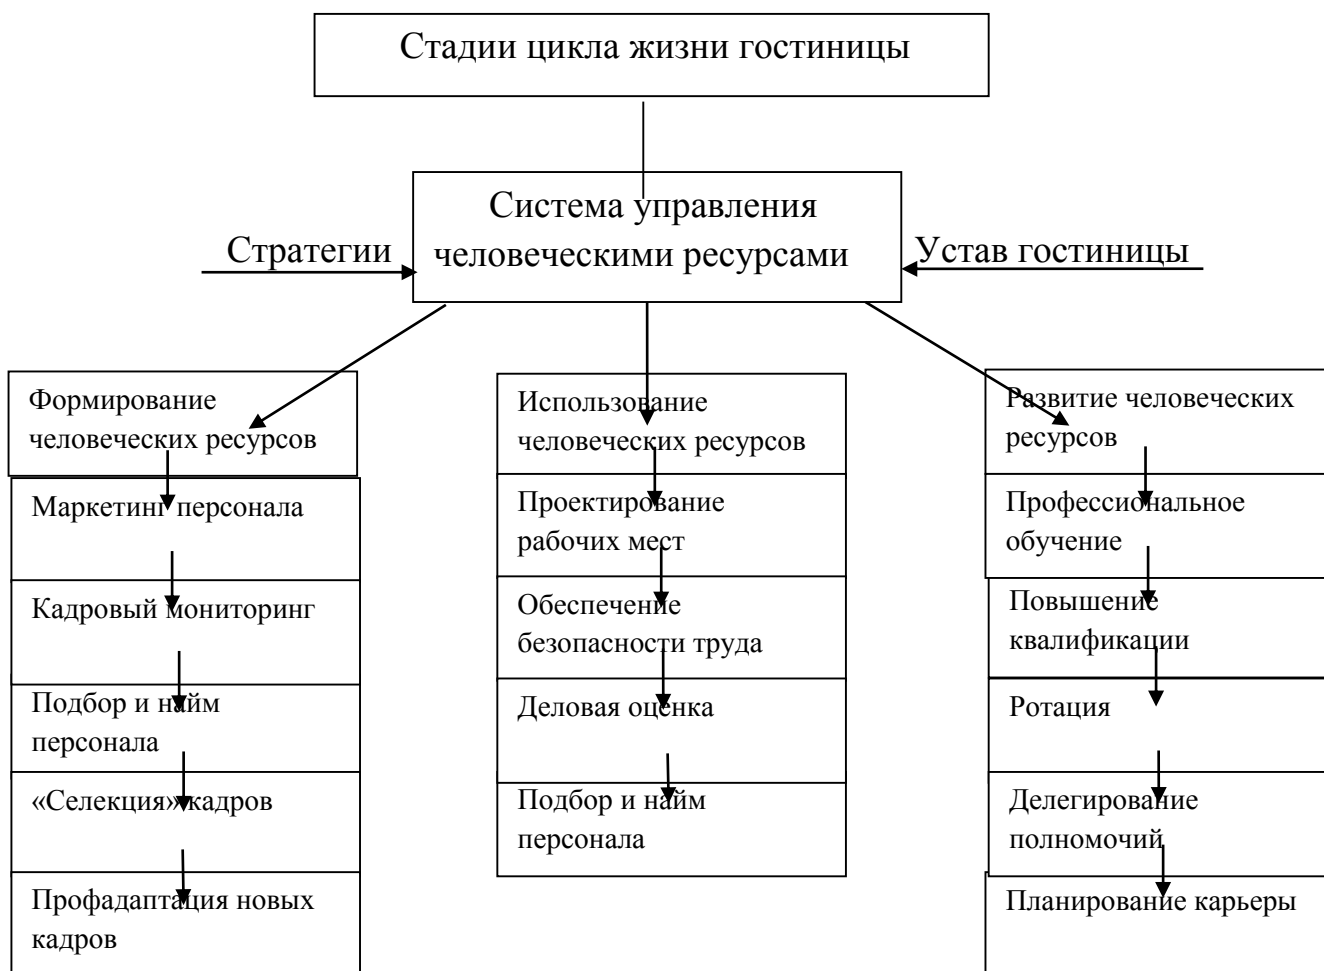 Стадии цикла жизни гостиницы
Система управления
человеческими ресурсами
Стратегии
Устав гостиницы
Формирование
человеческих ресурсов
Маркетинг персонала
Кадровый мониторинг
Подбор и найм
персонала
«Селекция» кадров
Профадаптация новых
кадров
Использование
человеческих ресурсов
Проектирование
рабочих мест
Обеспечение
безопасности труда
Деловая оценка
Подбор и найм
персонала
Развитие человеческих
ресурсов
Профессиональное
обучение
Повышение
квалификации
Ротация
Делегирование
полномочий
Планирование карьеры